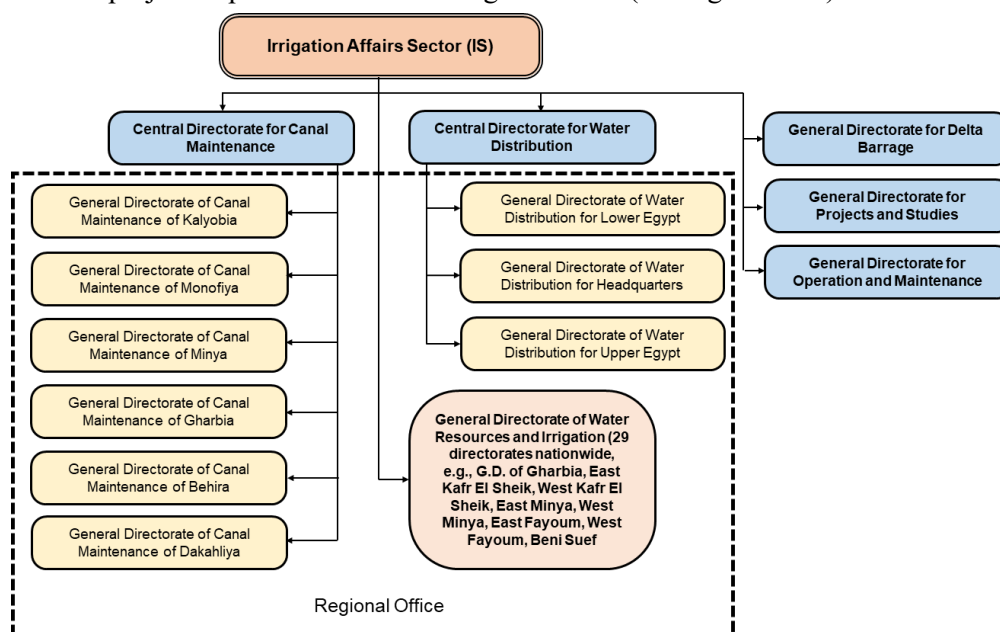 Irrigation Affairs Sector (IS)
Central Directorate for Canal
Maintenance
Central Directorate for Water
Distribution
General Directorate for Delta
Barrage
General Directorate for
Projects and Studies
General Directorate for
Operation and Maintenance
General Directorate of Canal
Maintenance of Kalyobia
General Directorate of Canal
Maintenance of Monofiya
General Directorate of Canal
Maintenance of Minya
General Directorate of Canal
Maintenance of Gharbia
General Directorate of Canal
Maintenance of Behira
General Directorate of Canal
Maintenance of Dakahliya
General Directorate of Water
Distribution for Lower Egypt
General Directorate of Water
Distribution for Headquarters
General Directorate of Water
Distribution for Upper Egypt
General Directorate of Water
Resources and Irrigation (29
directorates nationwide,
e.g., G.D. of Gharbia, East
Kafr El Sheik, West Kafr El
Sheik, East Minya, West
Minya, East Fayoum, West
Fayoum, Beni Suef
Regional Office